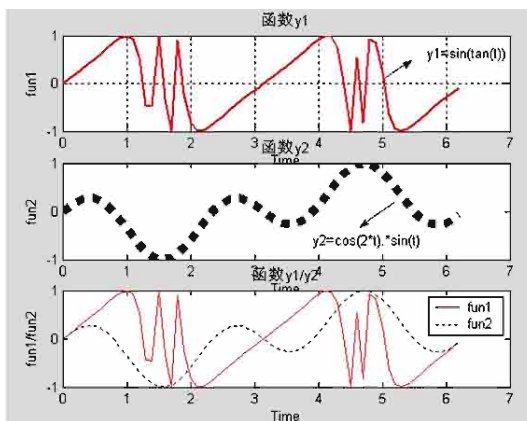 函数y1
1
0
-1
fun1
y1=sin(tan(t))
0 1 2 3 4 5 6 7
Time
函数y2
1
0
-1
fun2
y2=cos(2*t).*sin(t)
0 1 2 3 4 5 6 7
Time
函数y1/y2
1
0
-1
fun1/fun2
fun1
fun2
0 1 2 3 4 5 6 7
Time